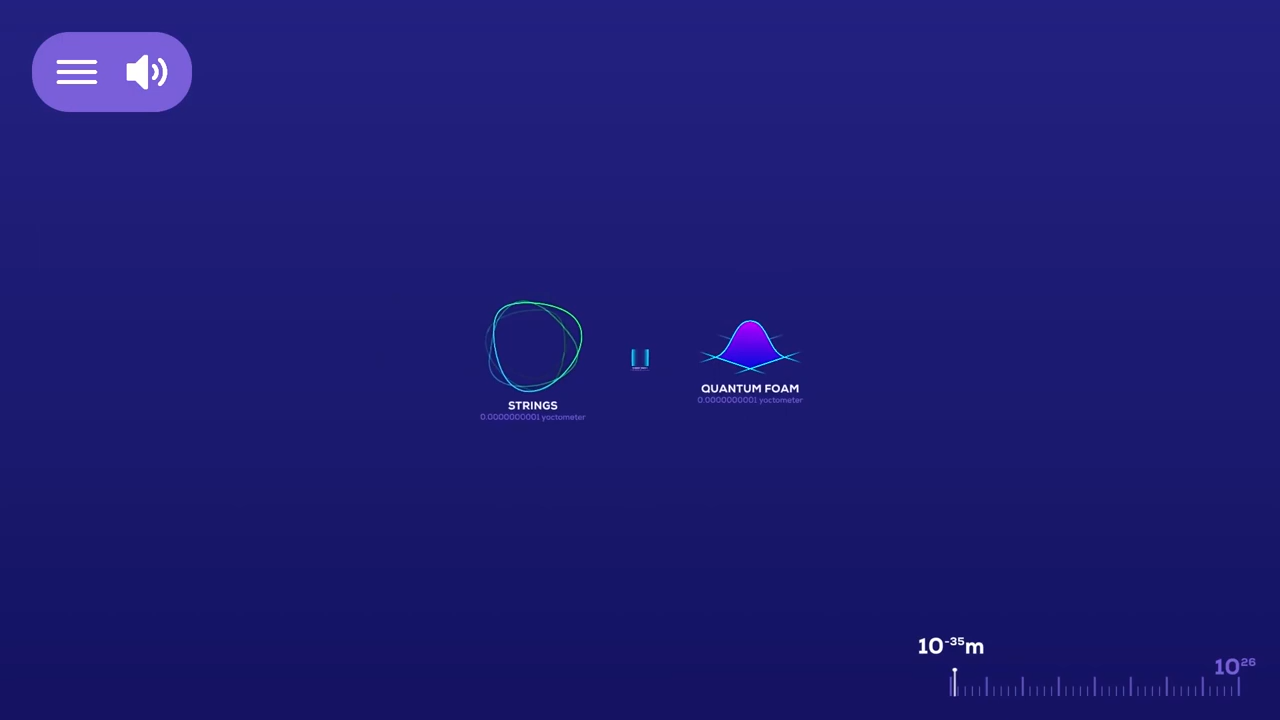 STRINGS
0.0000000001 yoctometer
QUANTUM FOAM
0.0000000001 yoctometer
10⁻³⁵m
10²⁶